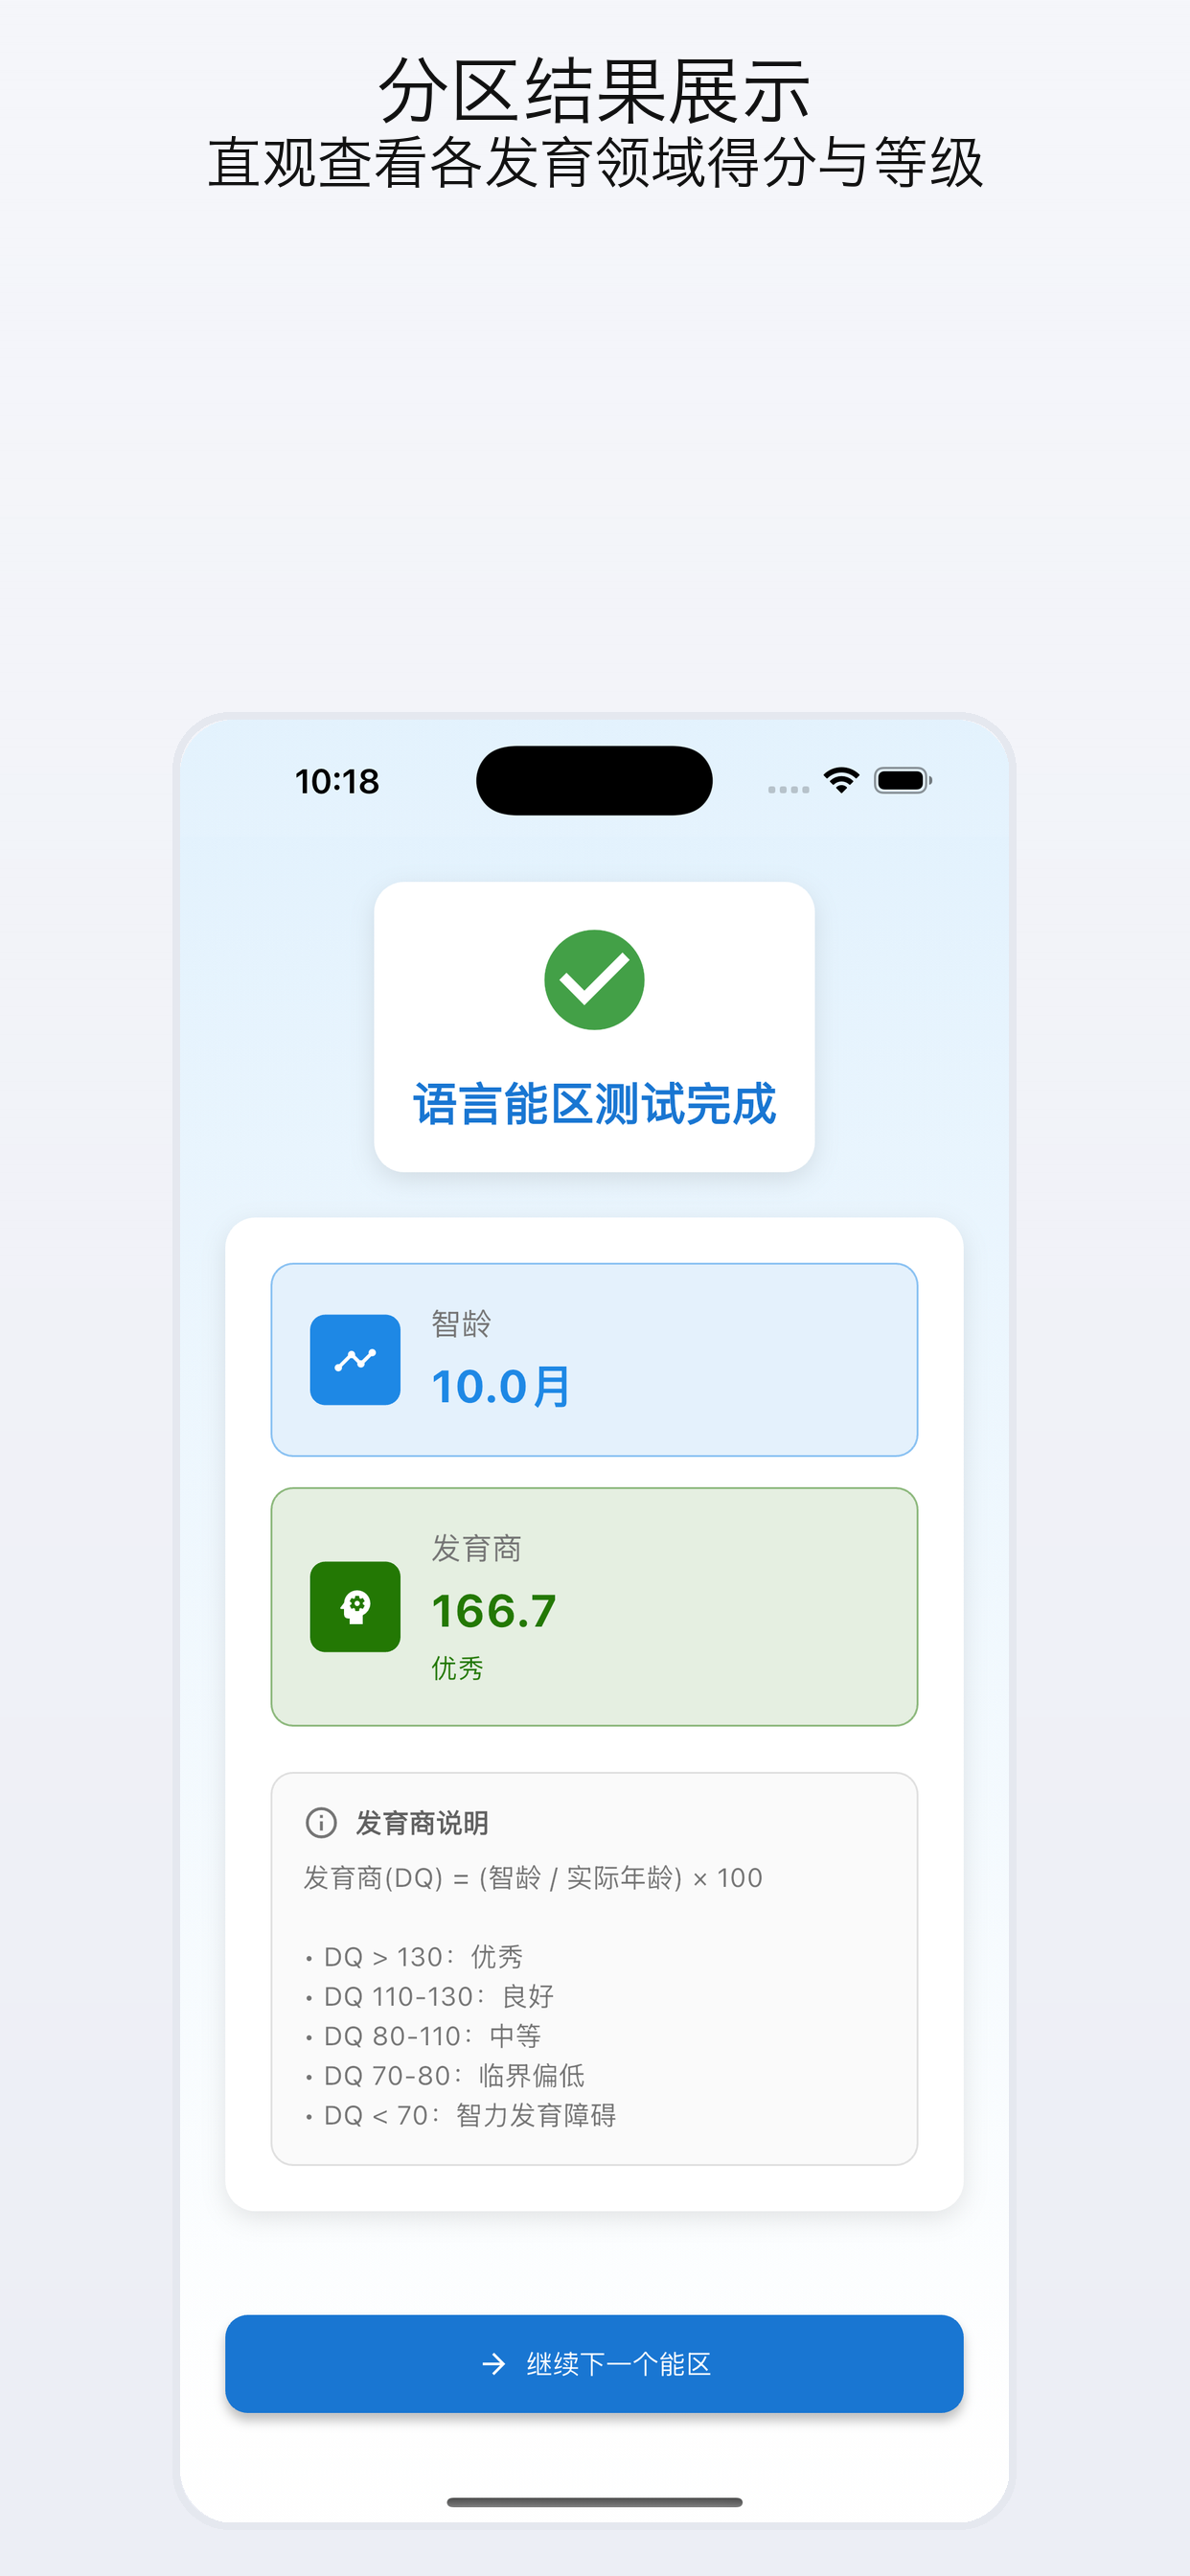 分区结果展示
直观查看各发育领域得分与等级
10:18
语言能区测试完成
智龄
10.0月
发育商
166.7
优秀
发育商说明
发育商(DQ) = (智龄 / 实际年龄) × 100
• DQ > 130：优秀
• DQ 110-130：良好
• DQ 80-110：中等
• DQ 70-80：临界偏低
• DQ < 70：智力发育障碍
→ 继续下一个能区